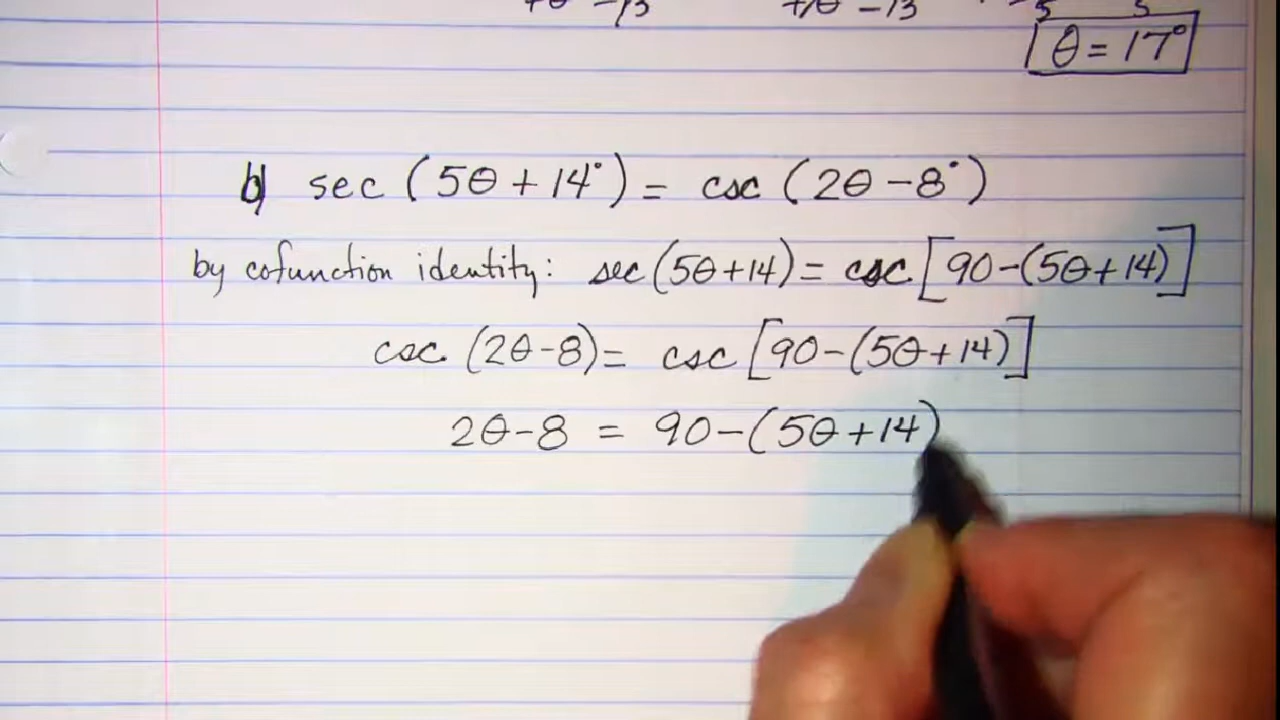 θ = 17°
b) sec (5θ + 14°) = csc (2θ - 8°)
by cofunction identity: sec (5θ + 14) = csc [90 - (5θ + 14)]
csc (2θ - 8) = csc [90 - (5θ + 14)]
2θ - 8 = 90 - (5θ + 14)